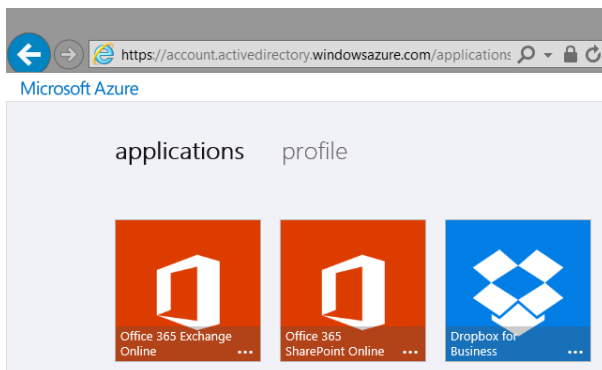 https://account.activedirectory.windowsazure.com/applications
Microsoft Azure
applications profile
Office 365 Exchange
Online ...
Office 365
SharePoint Online ...
Dropbox for
Business ...